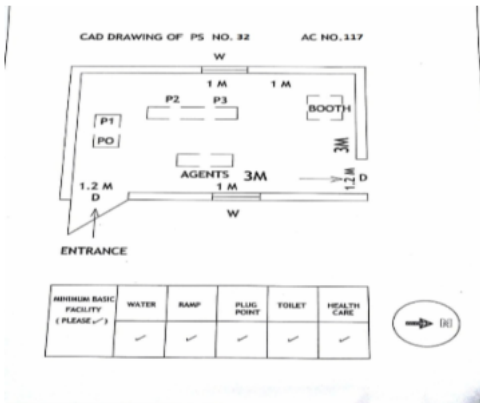 CAD DRAWING OF PS NO. 32 AC NO.117
W
1 M 1 M
P2 P3
BOOTH
P1
PO
3M
AGENTS 3M
1.2 M 1 M 1.2 M D
D
W
ENTRANCE
MINIMUM BASIC FACILITY (PLEASE ✓) WATER RAMP PLUG POINT TOILET HEALTH CARE
✓ ✓ ✓ ✓ ✓